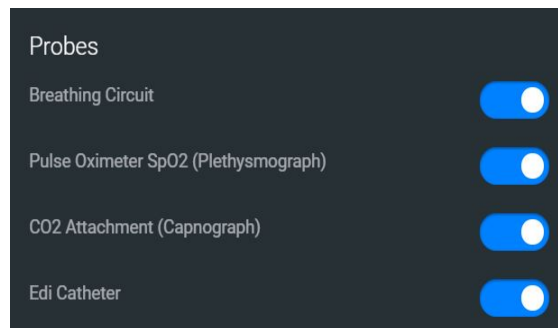 Probes
Breathing Circuit
Pulse Oximeter SpO2 (Plethysmograph)
CO2 Attachment (Capnograph)
Edi Catheter